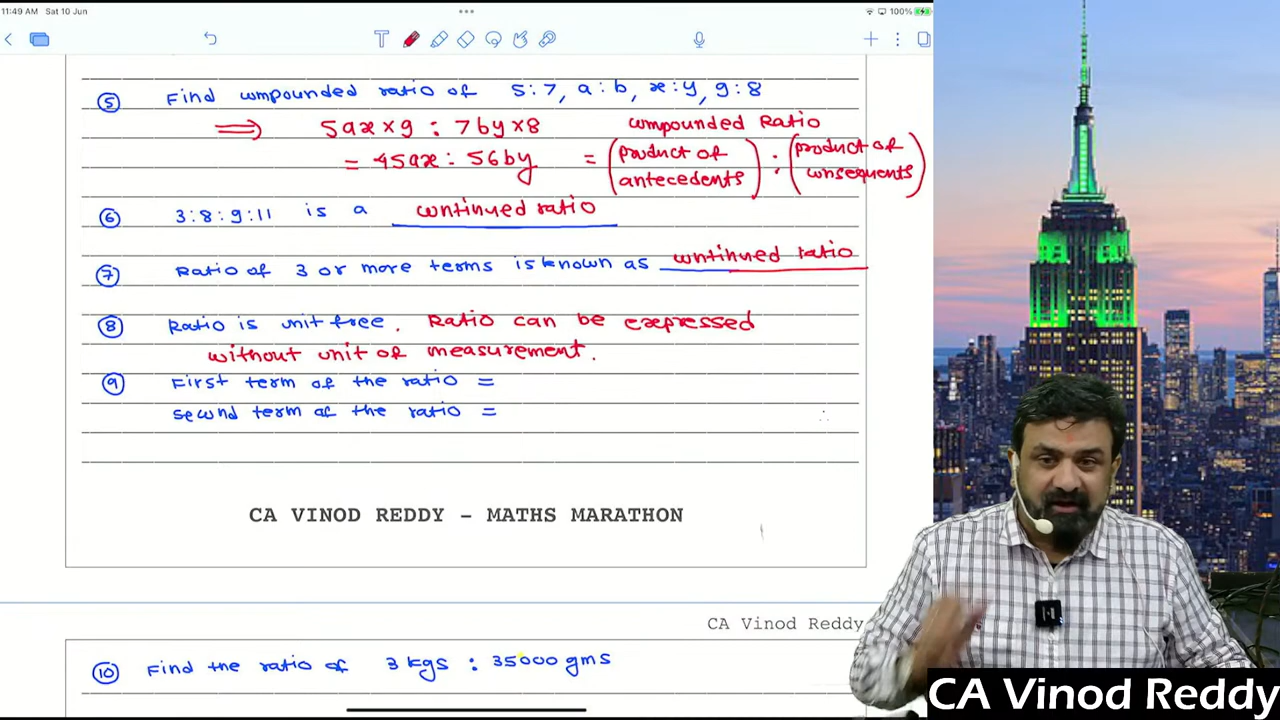 11:49 AM Sat 10 Jun
100%
T
5 Find compounded ratio of 5:7, a:b, x:y, 9:8
⟹ 5ax×9 : 7by×8 compounded Ratio
= 45ax : 56by = (product of antecedents) : (product of consequents)
6 3:8:9:11 is a continued ratio
7 Ratio of 3 or more terms is known as continued ratio
8 Ratio is unit free. Ratio can be expressed
without unit of measurement.
9 First term of the ratio =
second term of the ratio =
CA VINOD REDDY - MATHS MARATHON
CA Vinod Reddy
10 Find the ratio of 3 kgs : 35000 gms
CA Vinod Reddy